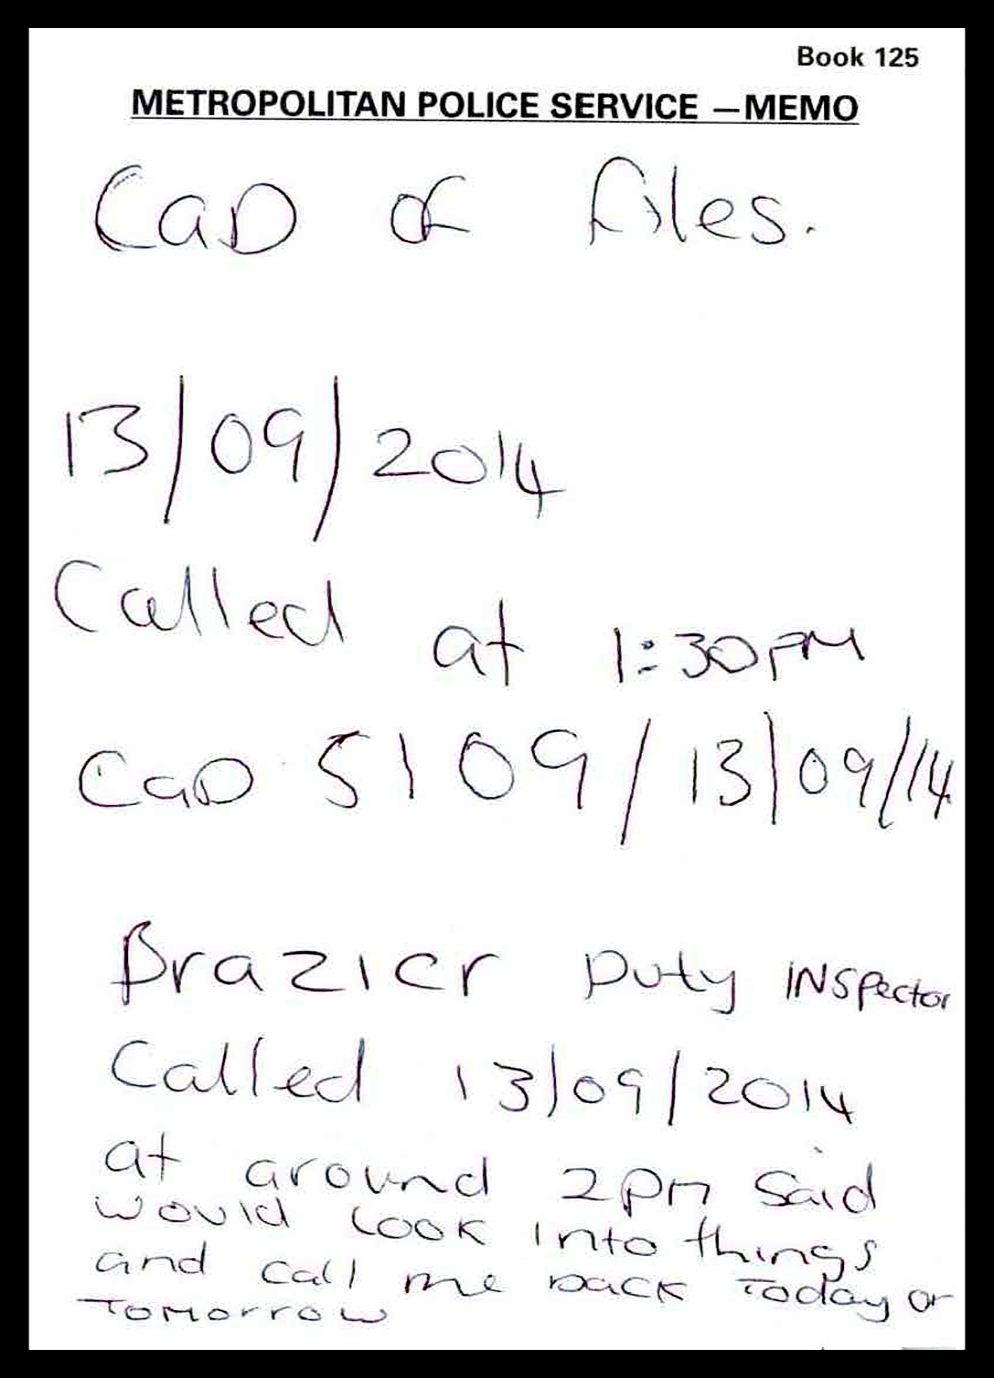 Book 125
METROPOLITAN POLICE SERVICE — MEMO
CaD of files.
13/09/2014
Called at 1:30PM
CaD 5109/13/09/14
Brazier Duty INSpector
Called 13/09/2014
at around 2pm Said
would Look into things
and call me back Today or
Tomorrow